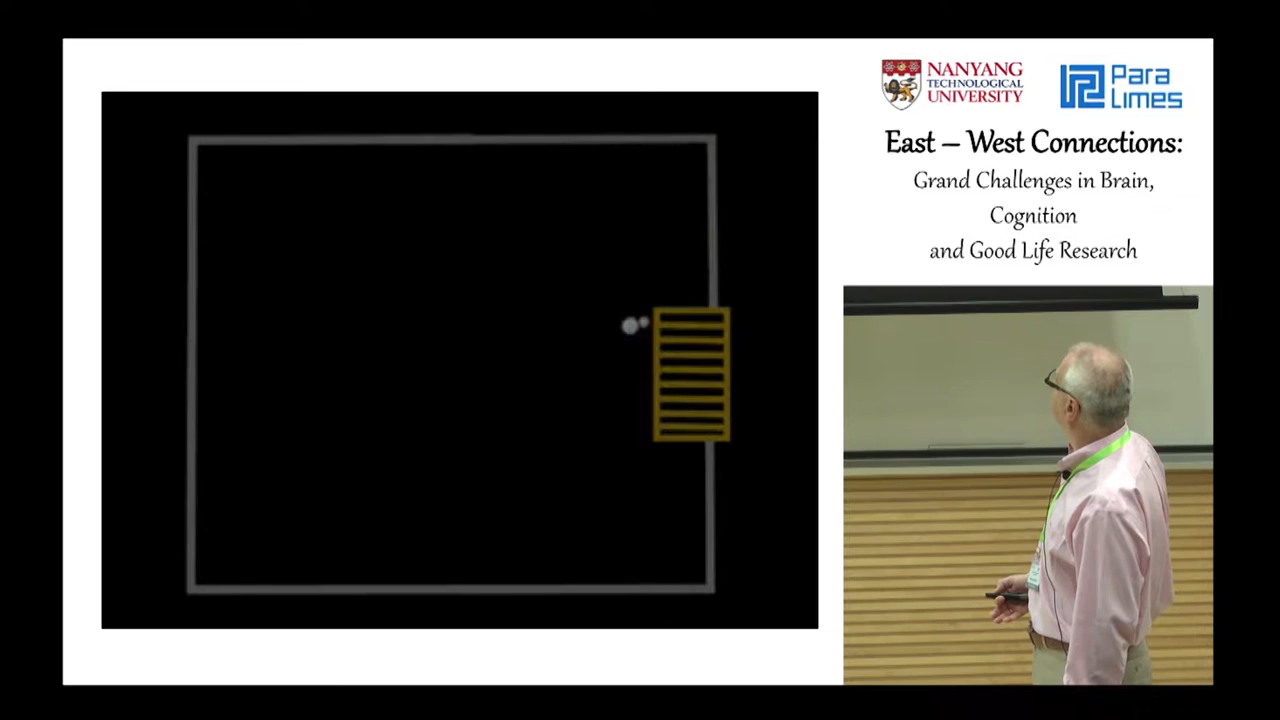 NANYANG
TECHNOLOGICAL
UNIVERSITY
Para
Limes
East – West Connections:
Grand Challenges in Brain,
Cognition
and Good Life Research